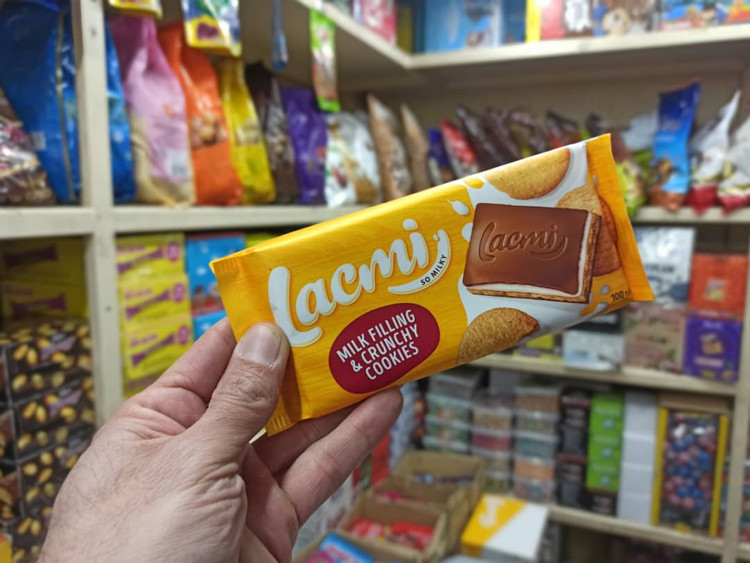 Lacmi
SO MILKY
MILK FILLING
& CRUNCHY
COOKIES
Lacmi
100